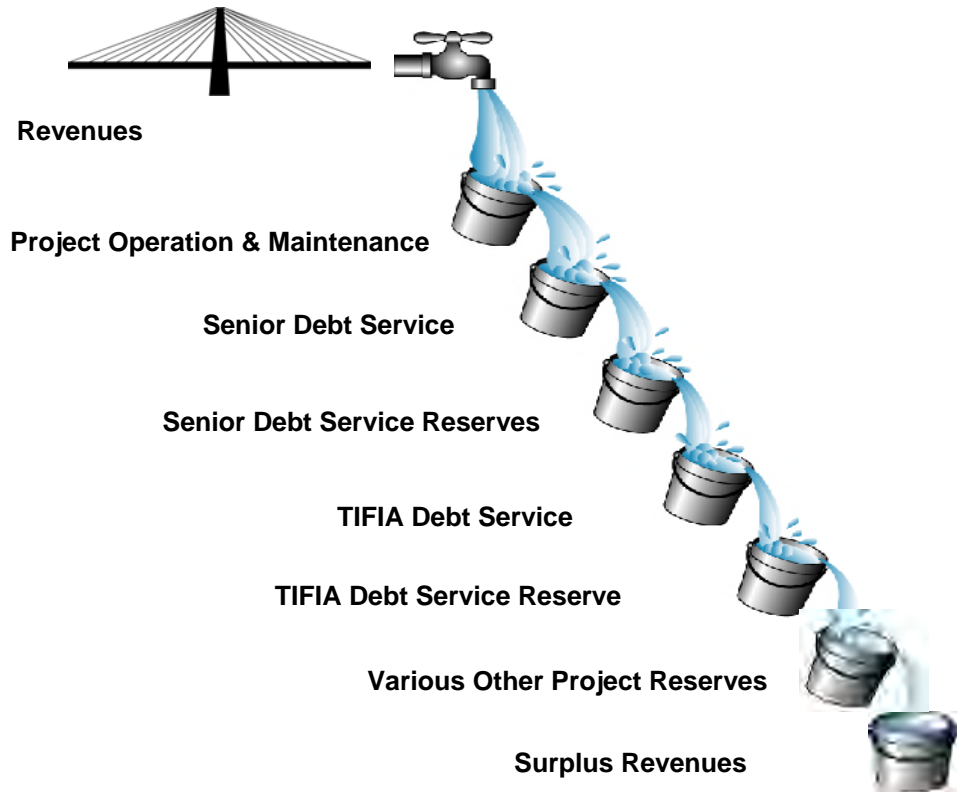 Revenues
Project Operation & Maintenance
Senior Debt Service
Senior Debt Service Reserves
TIFIA Debt Service
TIFIA Debt Service Reserve
Various Other Project Reserves
Surplus Revenues